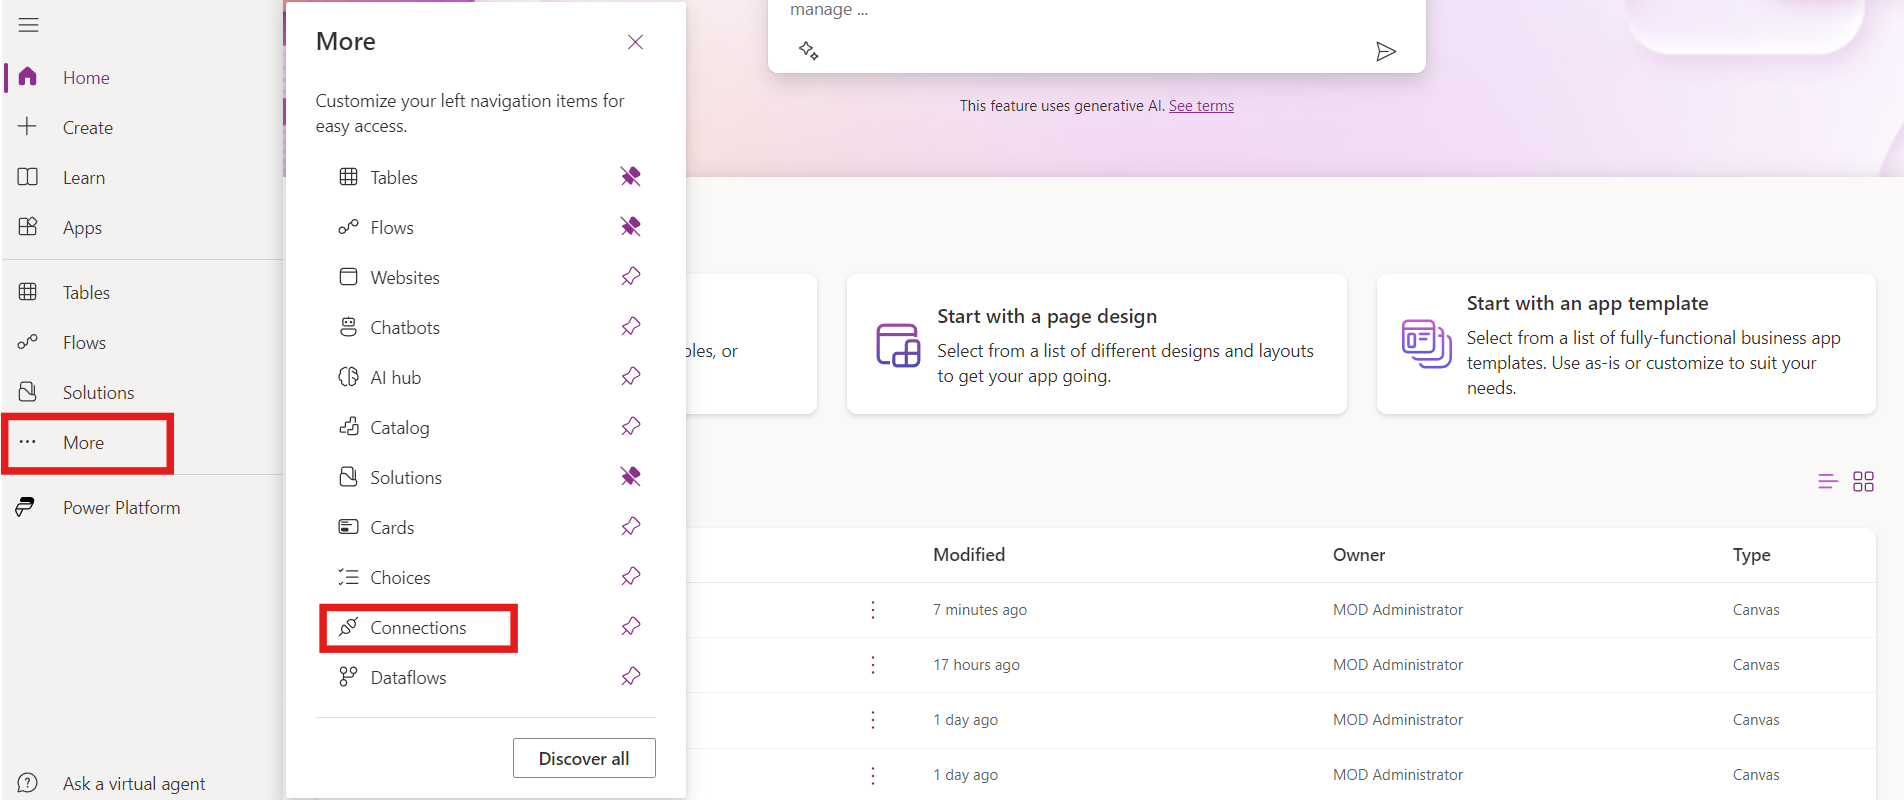 Home
Create
Learn
Apps
Tables
Flows
Solutions
More
Power Platform
Ask a virtual agent
More
Customize your left navigation items for
easy access.
Tables
Flows
Websites
Chatbots
AI hub
Catalog
Solutions
Cards
Choices
Connections
Dataflows
Discover all
manage ...
This feature uses generative AI. See terms
bles, or
Start with a page design
Select from a list of different designs and layouts
to get your app going.
Start with an app template
Select from a list of fully-functional business app
templates. Use as-is or customize to suit your
needs.
Modified Owner Type
7 minutes ago MOD Administrator Canvas
17 hours ago MOD Administrator Canvas
1 day ago MOD Administrator Canvas
1 day ago MOD Administrator Canvas